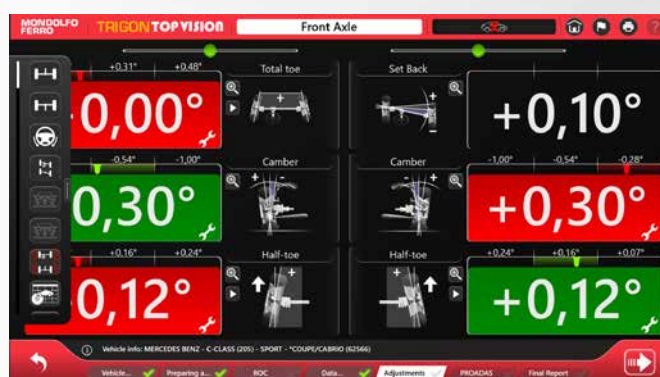 MONDOLFO FERRO
TRIGON TOP VISION
Front Axle
+0,31° +0,48°
Total toe
Set Back
0,00°
+0,10°
-0,54° -1,00°
Camber
Camber
-1,00° -0,54° -0,28°
0,30°
+0,30°
+0,16° +0,24°
Half-toe
Half-toe
+0,24° +0,16° +0,07°
0,12°
+0,12°
Vehicle info: MERCEDES BENZ - C-CLASS (205) - SPORT - *COUPE/CABRIO (62566)
Vehicle... Preparing a... ROC Data... Adjustments PROADAS Final Report